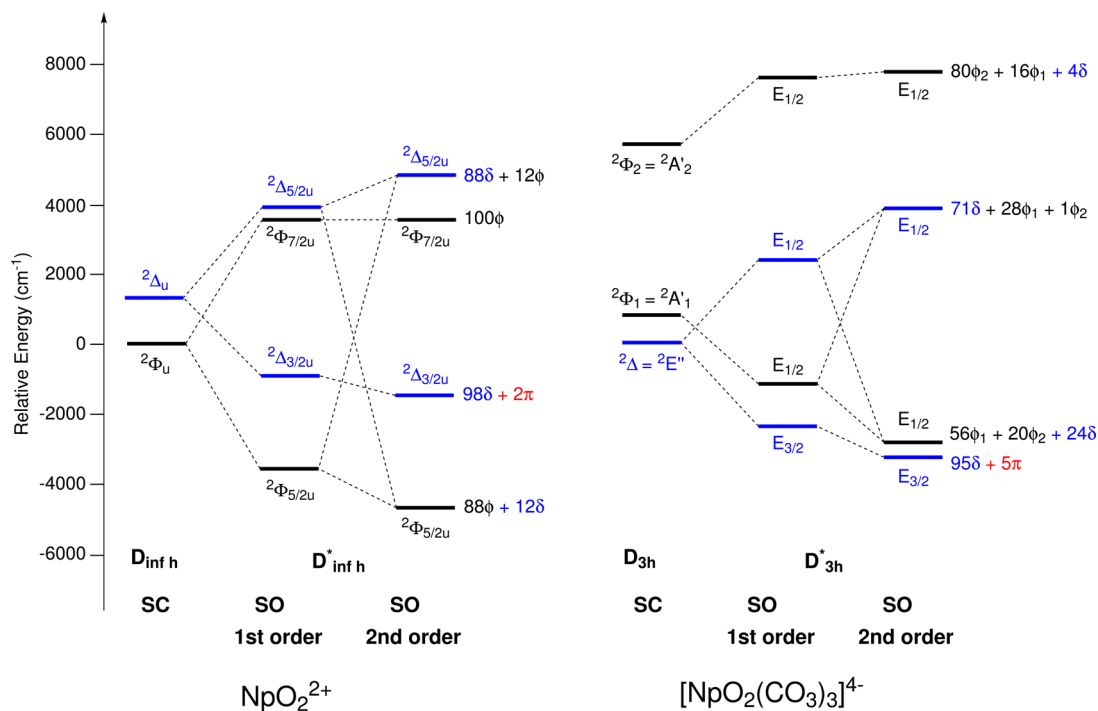 Relative Energy (cm⁻¹)
8000
6000
4000
2000
0
-2000
-4000
-6000
²Δᵤ
²Φᵤ
²Δ5/2u
²Φ7/2u
²Δ3/2u
²Φ5/2u
²Δ5/2u
88δ + 12ϕ
100ϕ
²Φ7/2u
²Δ3/2u
98δ + 2π
88ϕ + 12δ
²Φ5/2u
D inf h
D* inf h
SC
SO
SO
1st order
2nd order
NpO₂²⁺
²Φ₂ = ²A'₂
²Φ₁ = ²A'₁
²Δ = ²E"
E1/2
E1/2
E1/2
E3/2
80ϕ₂ + 16ϕ₁ + 4δ
E1/2
71δ + 28ϕ₁ + 1ϕ₂
E1/2
E1/2
56ϕ₁ + 20ϕ₂ + 24δ
95δ + 5π
E3/2
D3h
D*3h
SC
SO
SO
1st order
2nd order
[NpO₂(CO₃)₃]⁴⁻